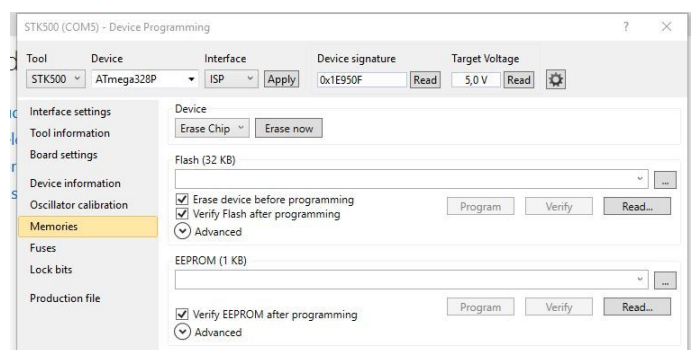 STK500 (COM5) - Device Programming ? ×
Tool Device Interface Device signature Target Voltage
STK500 ATmega328P ISP Apply 0x1E950F Read 5,0 V Read
Interface settings
Tool information
Board settings
Device information
Oscillator calibration
Memories
Fuses
Lock bits
Production file
Device
Erase Chip Erase now
Flash (32 KB)
...
Erase device before programming
Verify Flash after programming
Program Verify Read...
Advanced
EEPROM (1 KB)
...
Verify EEPROM after programming
Program Verify Read...
Advanced